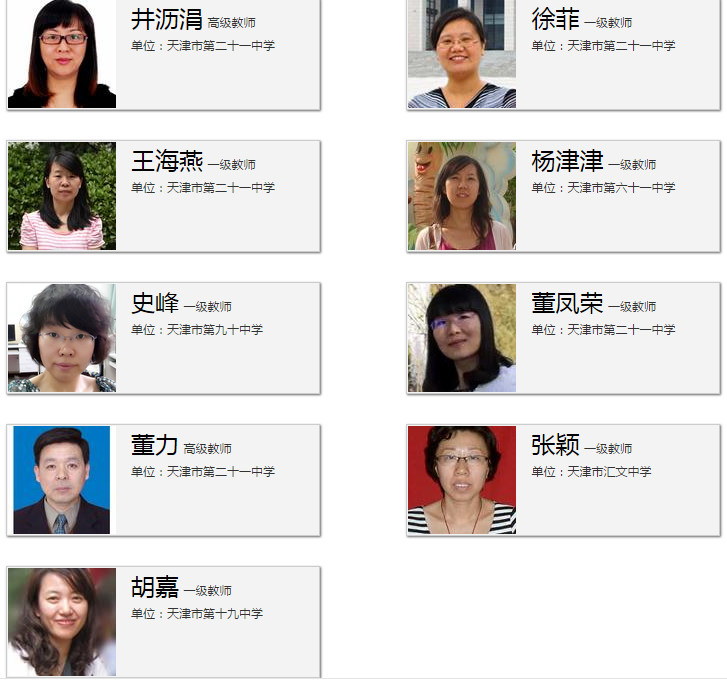 井沥涓 高级教师
单位：天津市第二十一中学
徐菲 一级教师
单位：天津市第二十一中学
王海燕 一级教师
单位：天津市第二十一中学
杨津津 一级教师
单位：天津市第六十一中学
史峰 一级教师
单位：天津市第九十中学
董凤荣 一级教师
单位：天津市第二十一中学
董力 高级教师
单位：天津市第二十一中学
张颖 一级教师
单位：天津市汇文中学
胡嘉 一级教师
单位：天津市第十九中学